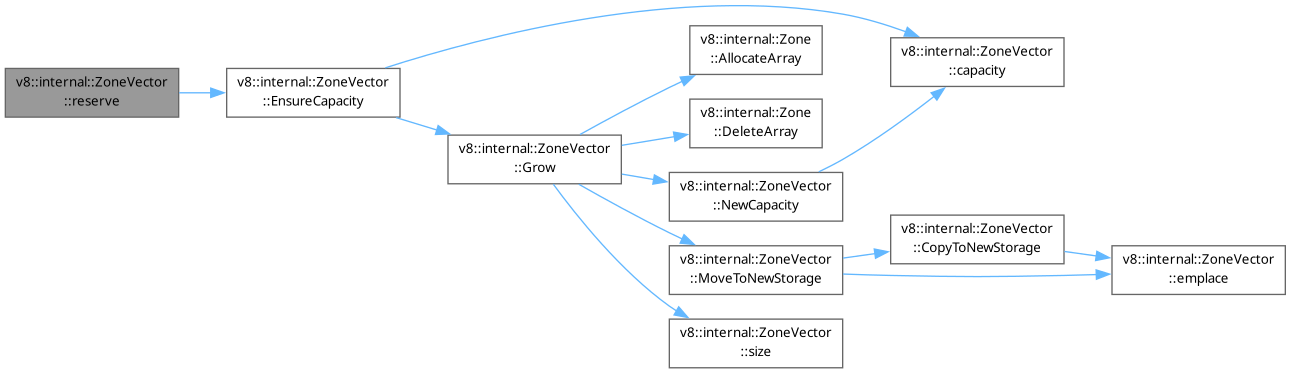 v8::internal::ZoneVector
::reserve
v8::internal::ZoneVector
::EnsureCapacity
v8::internal::ZoneVector
::Grow
v8::internal::Zone
::AllocateArray
v8::internal::Zone
::DeleteArray
v8::internal::ZoneVector
::NewCapacity
v8::internal::ZoneVector
::MoveToNewStorage
v8::internal::ZoneVector
::size
v8::internal::ZoneVector
::capacity
v8::internal::ZoneVector
::CopyToNewStorage
v8::internal::ZoneVector
::emplace